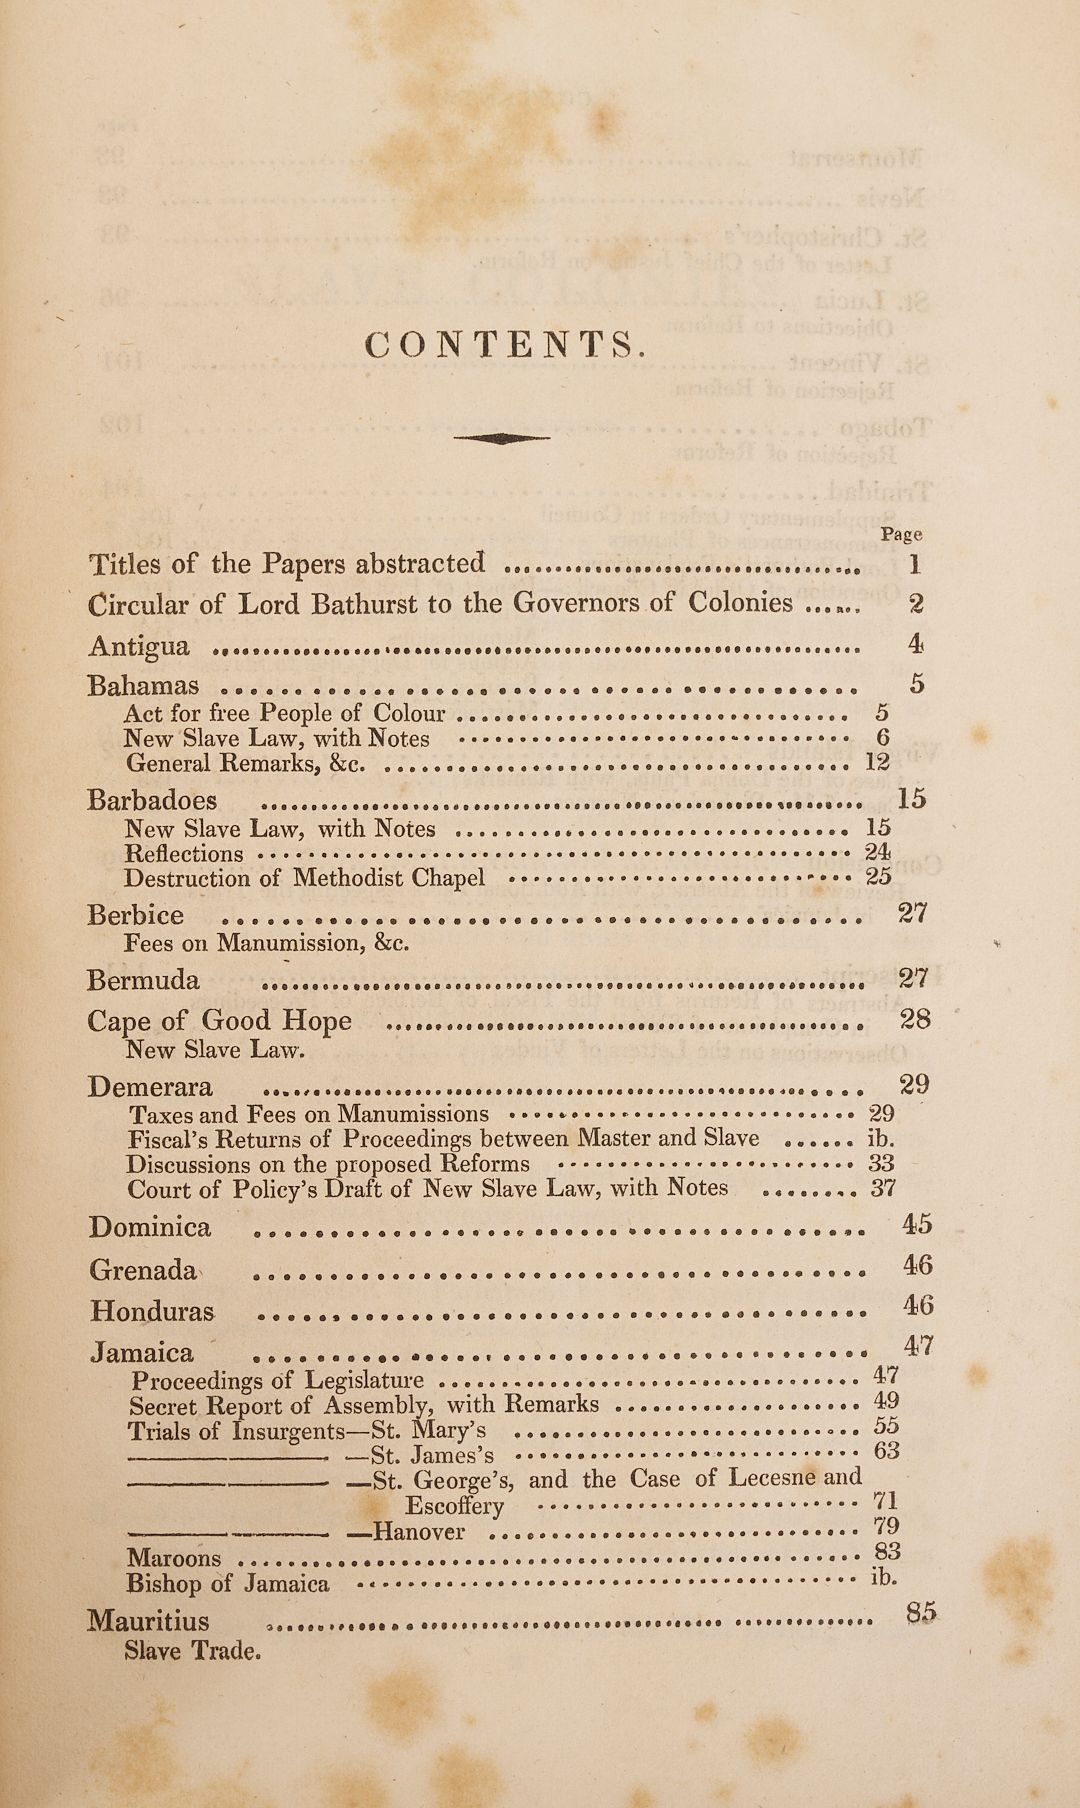 CONTENTS.
Page
Titles of the Papers abstracted .................................... 1
Circular of Lord Bathurst to the Governors of Colonies ...... 2
Antigua .................................... 4
Bahamas .................................... 5
Act for free People of Colour .................................... 5
New Slave Law, with Notes .................................... 6
General Remarks, &c. .................................... 12
Barbadoes .................................... 15
New Slave Law, with Notes .................................... 15
Reflections .................................... 24
Destruction of Methodist Chapel .................................... 25
Berbice .................................... 27
Fees on Manumission, &c.
Bermuda .................................... 27
Cape of Good Hope .................................... 28
New Slave Law.
Demerara .................................... 29
Taxes and Fees on Manumissions .................................... 29
Fiscal's Returns of Proceedings between Master and Slave ...... ib.
Discussions on the proposed Reforms .................................... 33
Court of Policy's Draft of New Slave Law, with Notes ........ 37
Dominica .................................... 45
Grenada .................................... 46
Honduras .................................... 46
Jamaica .................................... 47
Proceedings of Legislature .................................... 47
Secret Report of Assembly, with Remarks .................... 49
Trials of Insurgents—St. Mary's .................................... 55
———— ———— —St. James's .................................... 63
———— ———— —St. George's, and the Case of Lecesne and
Escoffery .................................... 71
———— ———— —Hanover .................................... 79
Maroons .................................... 83
Bishop of Jamaica .................................... ib.
Mauritius .................................... 85
Slave Trade.